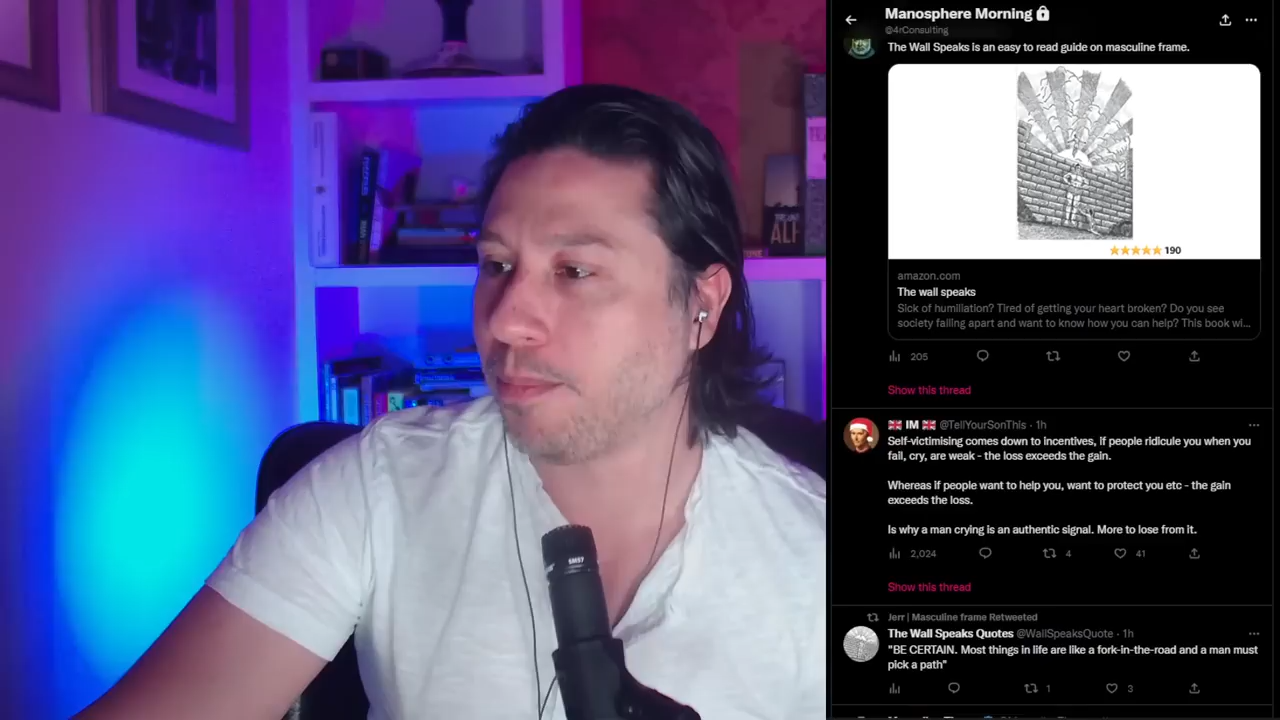 Manosphere Morning
@4rConsulting
The Wall Speaks is an easy to read guide on masculine frame.
190
amazon.com
The wall speaks
Sick of humiliation? Tired of getting your heart broken? Do you see
society failing apart and want to know how you can help? This book wi...
205
Show this thread
🇬🇧 IM 🇬🇧 @TellYourSonThis · 1h
Self-victimising comes down to incentives, if people ridicule you when you
fail, cry, are weak - the loss exceeds the gain.
Whereas if people want to help you, want to protect you etc - the gain
exceeds the loss.
Is why a man crying is an authentic signal. More to lose from it.
2,024 4 41
Show this thread
Jerr | Masculine frame Retweeted
The Wall Speaks Quotes @WallSpeaksQuote · 1h
"BE CERTAIN. Most things in life are like a fork-in-the-road and a man must
pick a path"
1 3
ALF
SM57